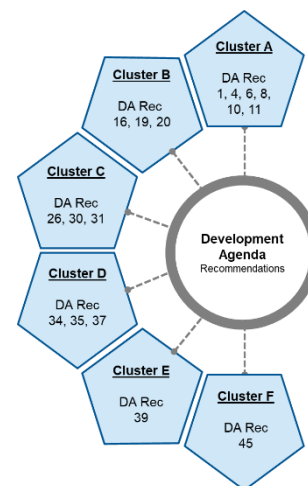 Cluster A
DA Rec
1, 4, 6, 8,
10, 11
Cluster B
DA Rec
16, 19, 20
Cluster C
DA Rec
26, 30, 31
Development
Agenda
Recommendations
Cluster D
DA Rec
34, 35, 37
Cluster E
DA Rec
39
Cluster F
DA Rec
45